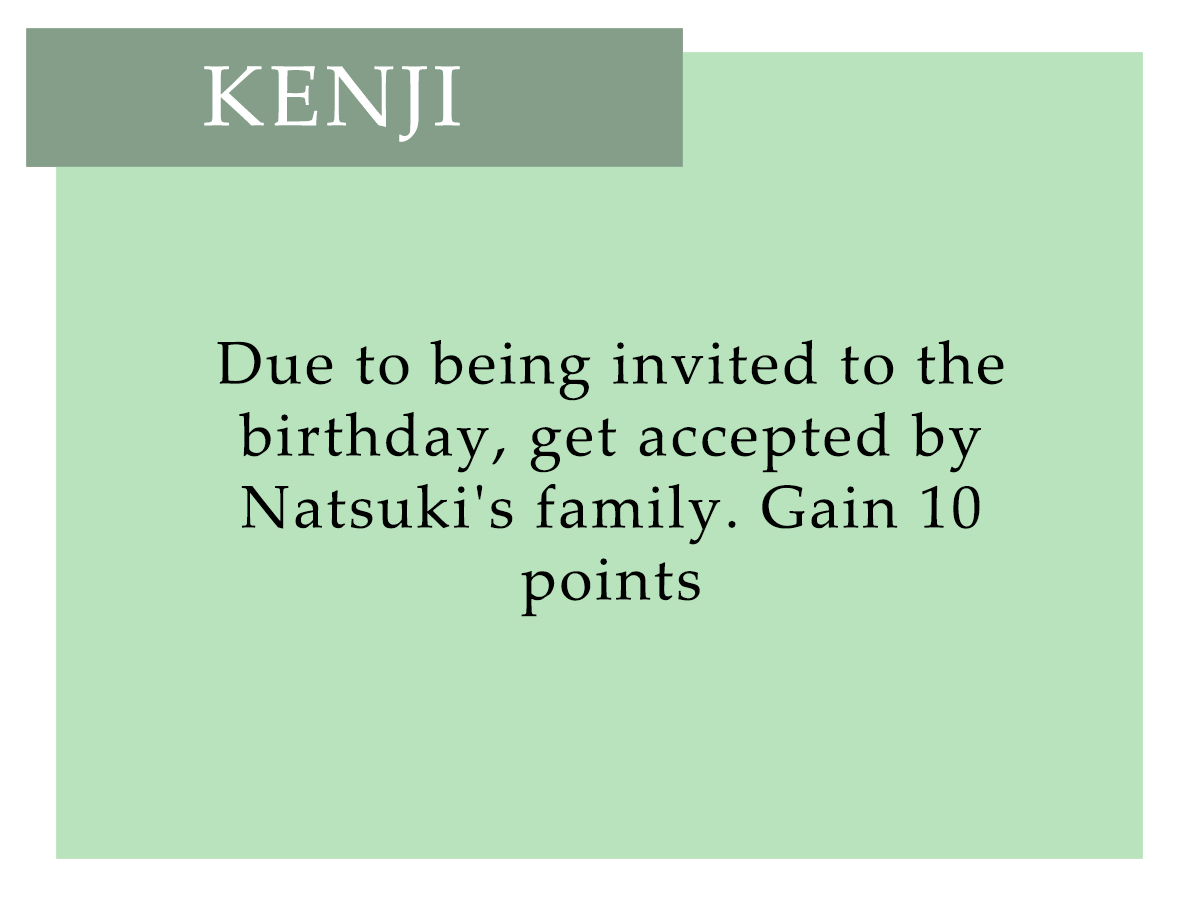 KENJI
Due to being invited to the
birthday, get accepted by
Natsuki's family. Gain 10
points